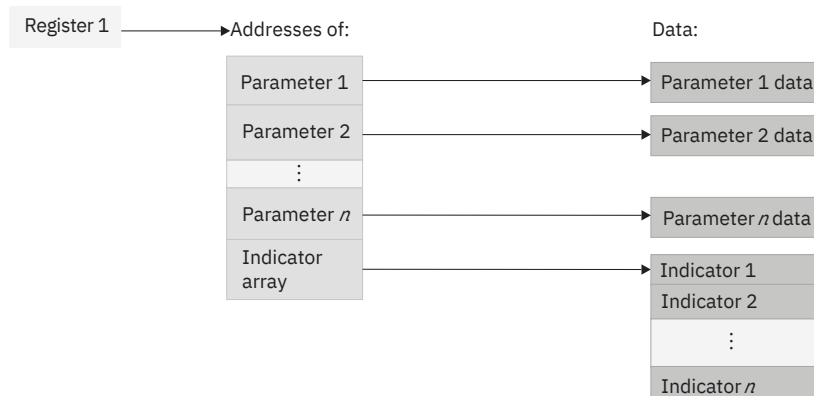 Register 1
Addresses of:
Data:
Parameter 1
Parameter 1 data
Parameter 2
Parameter 2 data
⋮
Parameter n
Parameter n data
Indicator
array
Indicator 1
Indicator 2
⋮
Indicator n